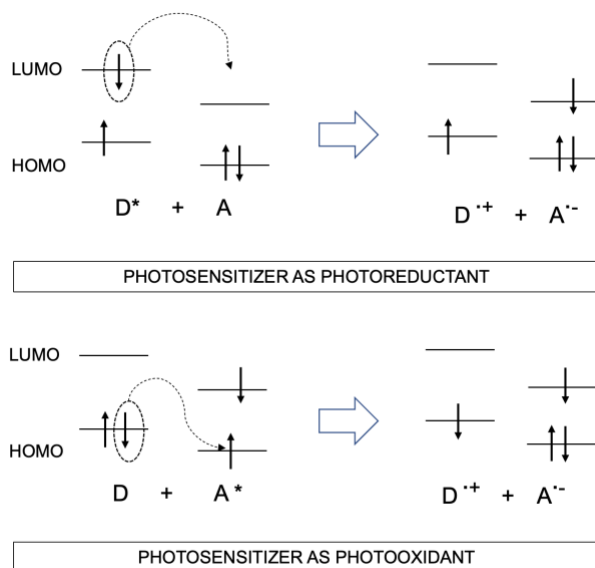 LUMO
HOMO
D* + A
D·+ + A·-
PHOTOSENSITIZER AS PHOTOREDUCTANT
LUMO
HOMO
D + A*
D·+ + A·-
PHOTOSENSITIZER AS PHOTOOXIDANT